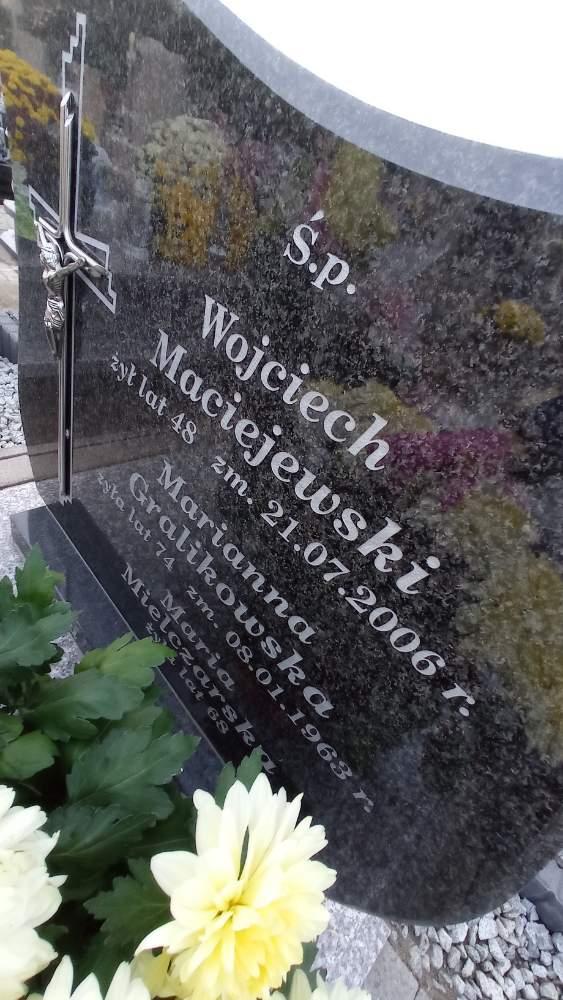 Ś.p.
Wojciech
Maciejewski
żył lat 48 zm. 21.07.2006 r.
Marianna
Gralikowska
żyła lat 74 zm. 08.01.1963 r.
Maria
Mielczarska
żyła lat 68